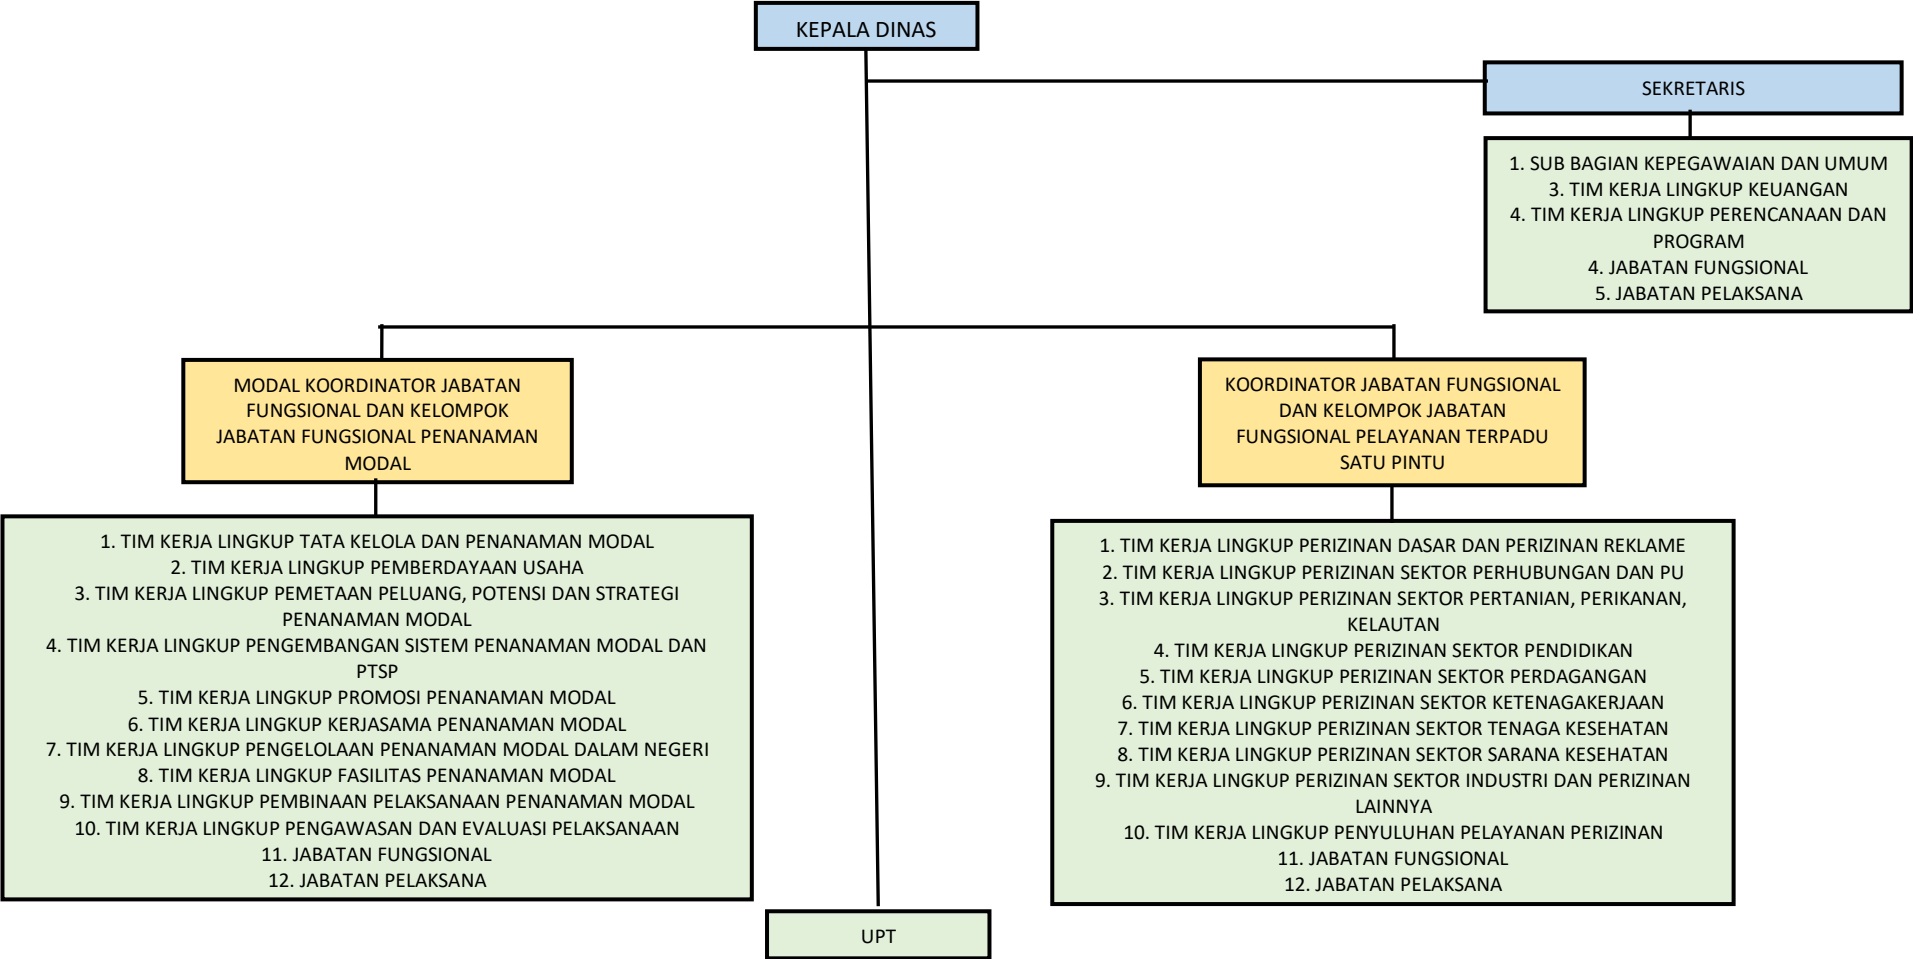 KEPALA DINAS
SEKRETARIS
1. SUB BAGIAN KEPEGAWAIAN DAN UMUM
3. TIM KERJA LINGKUP KEUANGAN
4. TIM KERJA LINGKUP PERENCANAAN DAN
PROGRAM
4. JABATAN FUNGSIONAL
5. JABATAN PELAKSANA
MODAL KOORDINATOR JABATAN
FUNGSIONAL DAN KELOMPOK
JABATAN FUNGSIONAL PENANAMAN
MODAL
KOORDINATOR JABATAN FUNGSIONAL
DAN KELOMPOK JABATAN
FUNGSIONAL PELAYANAN TERPADU
SATU PINTU
1. TIM KERJA LINGKUP TATA KELOLA DAN PENANAMAN MODAL
2. TIM KERJA LINGKUP PEMBERDAYAAN USAHA
3. TIM KERJA LINGKUP PEMETAAN PELUANG, POTENSI DAN STRATEGI
PENANAMAN MODAL
4. TIM KERJA LINGKUP PENGEMBANGAN SISTEM PENANAMAN MODAL DAN
PTSP
5. TIM KERJA LINGKUP PROMOSI PENANAMAN MODAL
6. TIM KERJA LINGKUP KERJASAMA PENANAMAN MODAL
7. TIM KERJA LINGKUP PENGELOLAAN PENANAMAN MODAL DALAM NEGERI
8. TIM KERJA LINGKUP FASILITAS PENANAMAN MODAL
9. TIM KERJA LINGKUP PEMBINAAN PELAKSANAAN PENANAMAN MODAL
10. TIM KERJA LINGKUP PENGAWASAN DAN EVALUASI PELAKSANAAN
11. JABATAN FUNGSIONAL
12. JABATAN PELAKSANA
1. TIM KERJA LINGKUP PERIZINAN DASAR DAN PERIZINAN REKLAME
2. TIM KERJA LINGKUP PERIZINAN SEKTOR PERHUBUNGAN DAN PU
3. TIM KERJA LINGKUP PERIZINAN SEKTOR PERTANIAN, PERIKANAN,
KELAUTAN
4. TIM KERJA LINGKUP PERIZINAN SEKTOR PENDIDIKAN
5. TIM KERJA LINGKUP PERIZINAN SEKTOR PERDAGANGAN
6. TIM KERJA LINGKUP PERIZINAN SEKTOR KETENAGAKERJAAN
7. TIM KERJA LINGKUP PERIZINAN SEKTOR TENAGA KESEHATAN
8. TIM KERJA LINGKUP PERIZINAN SEKTOR SARANA KESEHATAN
9. TIM KERJA LINGKUP PERIZINAN SEKTOR INDUSTRI DAN PERIZINAN
LAINNYA
10. TIM KERJA LINGKUP PENYULUHAN PELAYANAN PERIZINAN
11. JABATAN FUNGSIONAL
12. JABATAN PELAKSANA
UPT